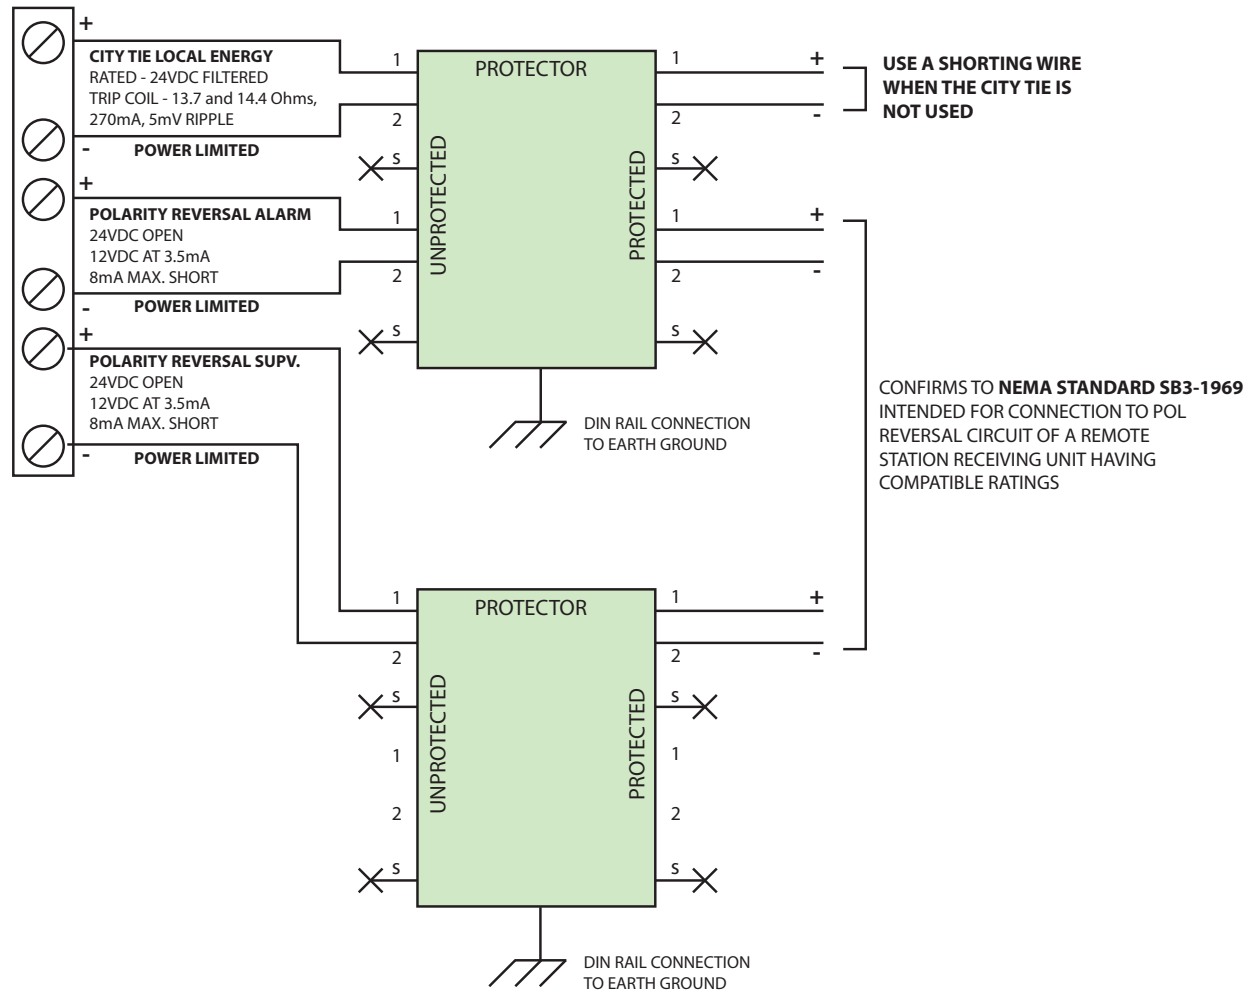 +
CITY TIE LOCAL ENERGY
RATED - 24VDC FILTERED
TRIP COIL - 13.7 and 14.4 Ohms,
270mA, 5mV RIPPLE
-
POWER LIMITED
+
POLARITY REVERSAL ALARM
24VDC OPEN
12VDC AT 3.5mA
8mA MAX. SHORT
-
POWER LIMITED
+
POLARITY REVERSAL SUPV.
24VDC OPEN
12VDC AT 3.5mA
8mA MAX. SHORT
-
POWER LIMITED
PROTECTOR
UNPROTECTED
PROTECTED
1
2
S
1
2
S
1
2
S
1
2
S
+
-
+
-
USE A SHORTING WIRE
WHEN THE CITY TIE IS
NOT USED
DIN RAIL CONNECTION
TO EARTH GROUND
CONFIRMS TO NEMA STANDARD SB3-1969
INTENDED FOR CONNECTION TO POL
REVERSAL CIRCUIT OF A REMOTE
STATION RECEIVING UNIT HAVING
COMPATIBLE RATINGS
PROTECTOR
UNPROTECTED
PROTECTED
1
2
S
1
2
S
1
2
S
1
2
S
+
-
DIN RAIL CONNECTION
TO EARTH GROUND